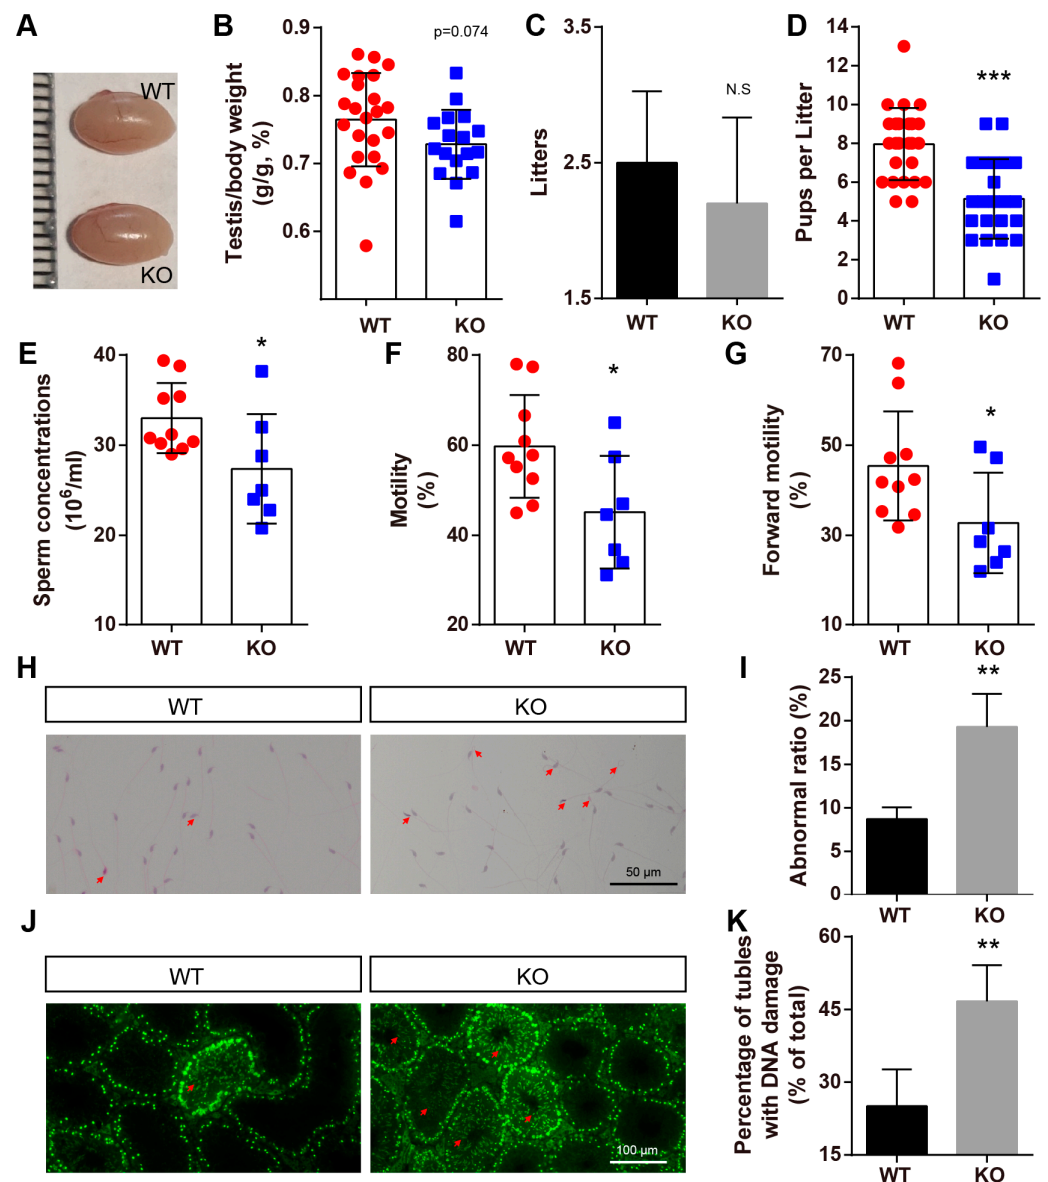 A
WT
KO
B
Testis/body weight
(g/g, %)
0.9
0.8
0.7
0.6
p=0.074
WT
KO
C
Litters
3.5
2.5
1.5
N.S
WT
KO
D
Pups per Litter
14
12
10
8
6
4
2
0
***
WT
KO
E
Sperm concentrations
(10⁶/ml)
40
30
20
10
*
WT
KO
F
Motility
(%)
80
60
40
20
*
WT
KO
G
Forward motility
(%)
70
50
30
10
*
WT
KO
H
WT
KO
50 µm
I
Abnormal ratio (%)
25
20
15
10
5
0
**
WT
KO
J
WT
KO
100 µm
K
Percentage of tubles
with DNA damage
(% of total)
60
45
30
15
**
WT
KO